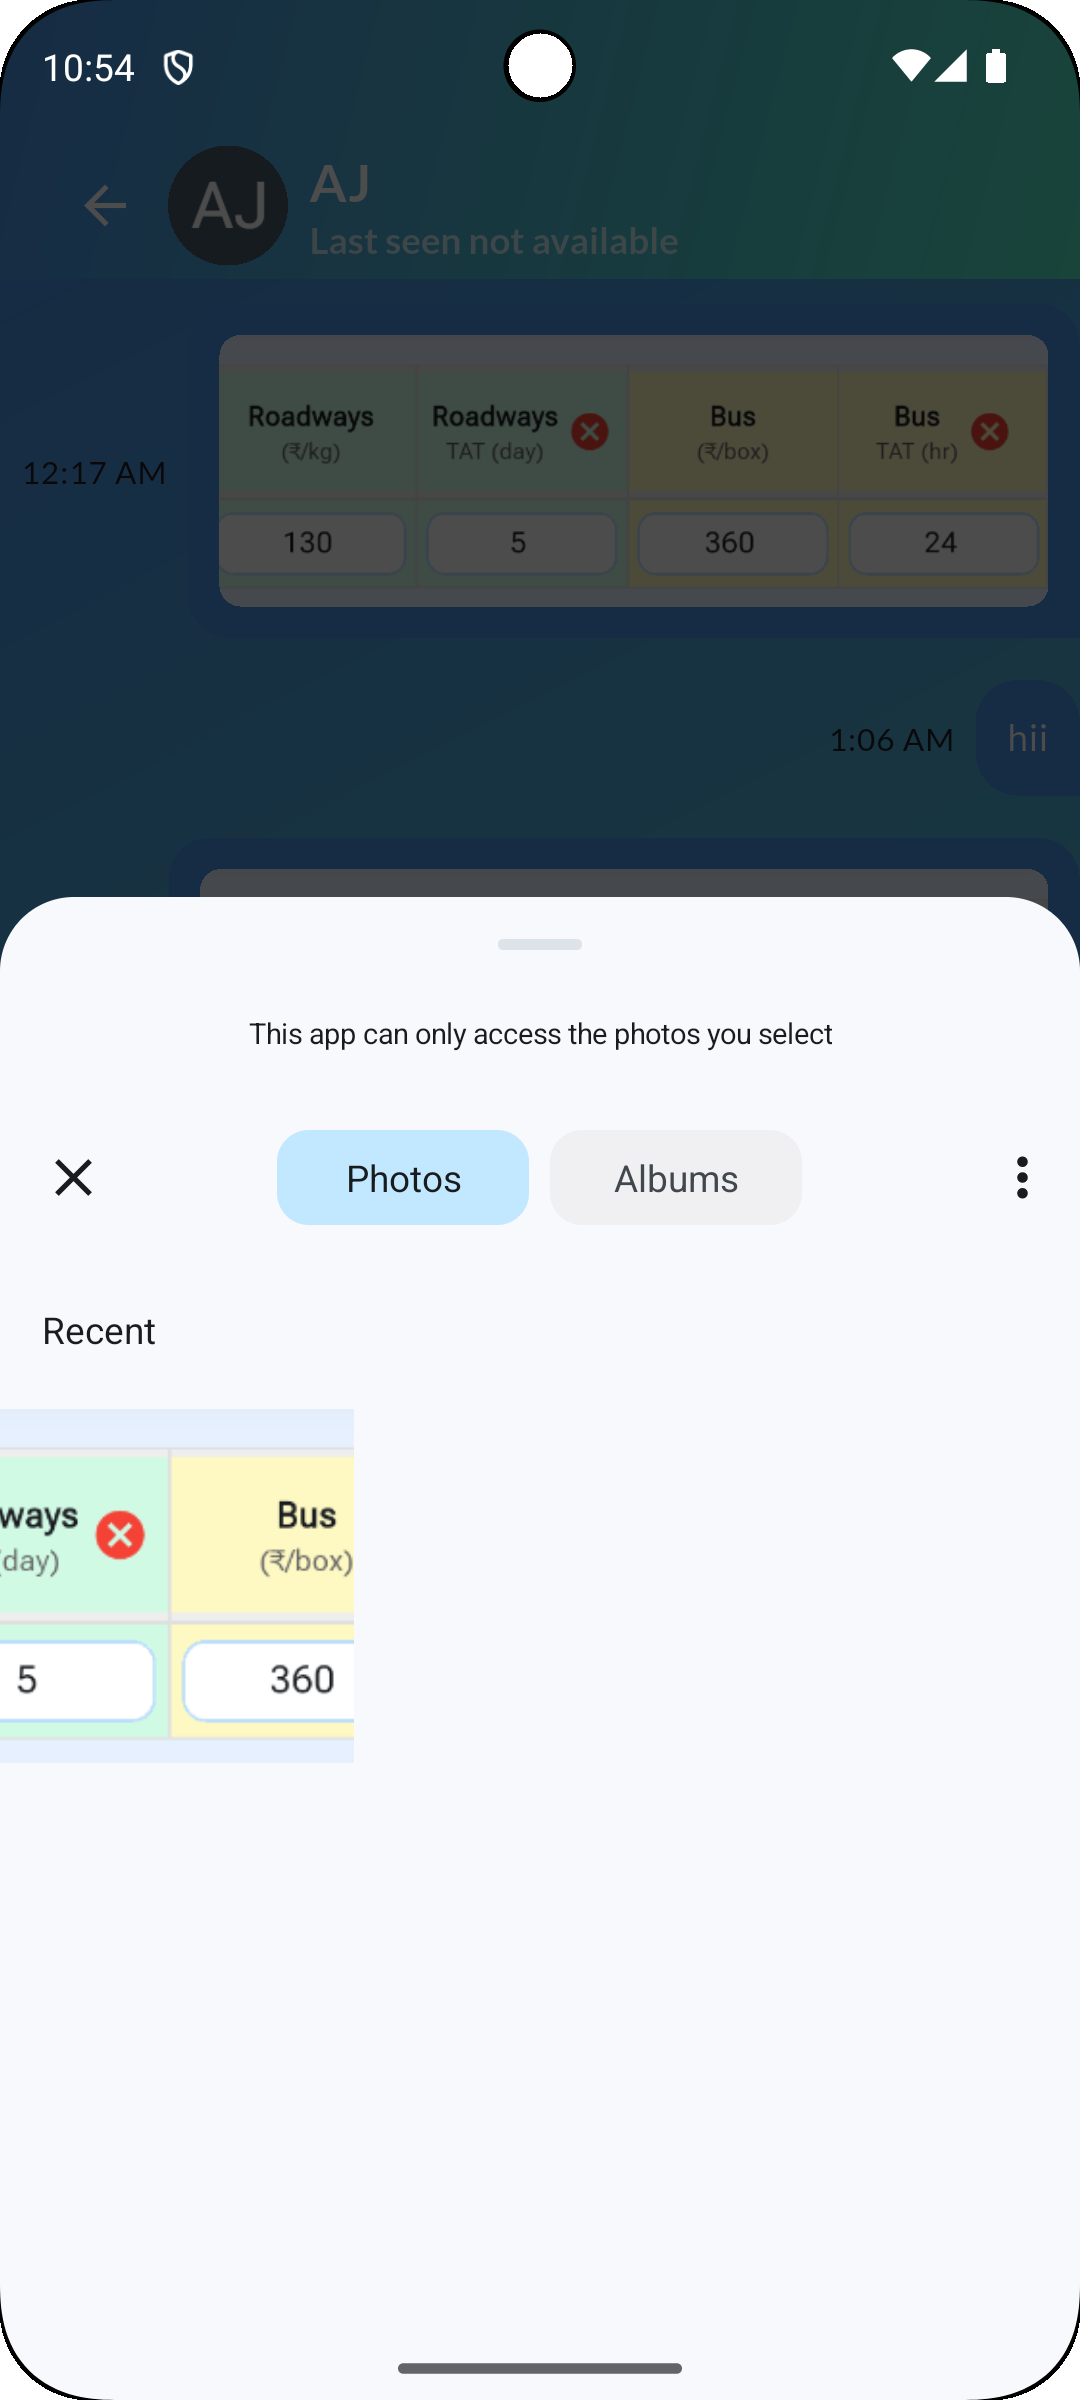 10:54
AJ
AJ
Last seen not available
Roadways Roadways Bus Bus
(₹/kg) TAT (day) (₹/box) TAT (hr)
12:17 AM
130 5 360 24
1:06 AM hii
This app can only access the photos you select
Photos Albums
Recent
ways Bus
(day) (₹/box)
5 360